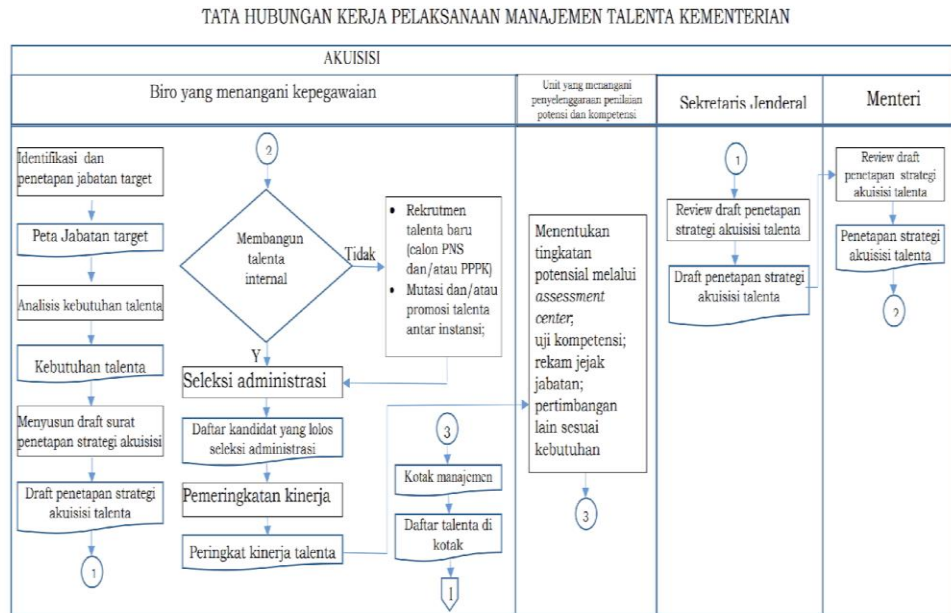 TATA HUBUNGAN KERJA PELAKSANAAN MANAJEMEN TALENTA KEMENTERIAN
AKUISISI
Biro yang menangani kepegawaian
Unit yang menangani
penyelenggaraan penilaian
potensi dan kompetensi
Sekretaris Jenderal
Menteri
Identifikasi dan
penetapan jabatan target
Peta Jabatan target
Analisis kebutuhan talenta
Kebutuhan talenta
Menyusun draft surat
penetapan strategi akuisisi
Draft penetapan strategi
akuisisi talenta
1
2
Membangun
talenta
internal
Tidak
Y
• Rekrutmen
talenta baru
(calon PNS
dan/atau PPPK)
• Mutasi dan/atau
promosi talenta
antar instansi;
Seleksi administrasi
Daftar kandidat yang lolos
seleksi administrasi
Pemeringkatan kinerja
Peringkat kinerja talenta
3
Kotak manajemen
Daftar talenta di
kotak
1
Menentukan
tingkatan
potensial melalui
assessment
center;
uji kompetensi;
rekam jejak
jabatan;
pertimbangan
lain sesuai
kebutuhan
3
1
Review draft penetapan
strategi akuisisi talenta
Draft penetapan strategi
akuisisi talenta
Review draft
penetapan strategi
akuisisi talenta
Penetapan strategi
akuisisi talenta
2